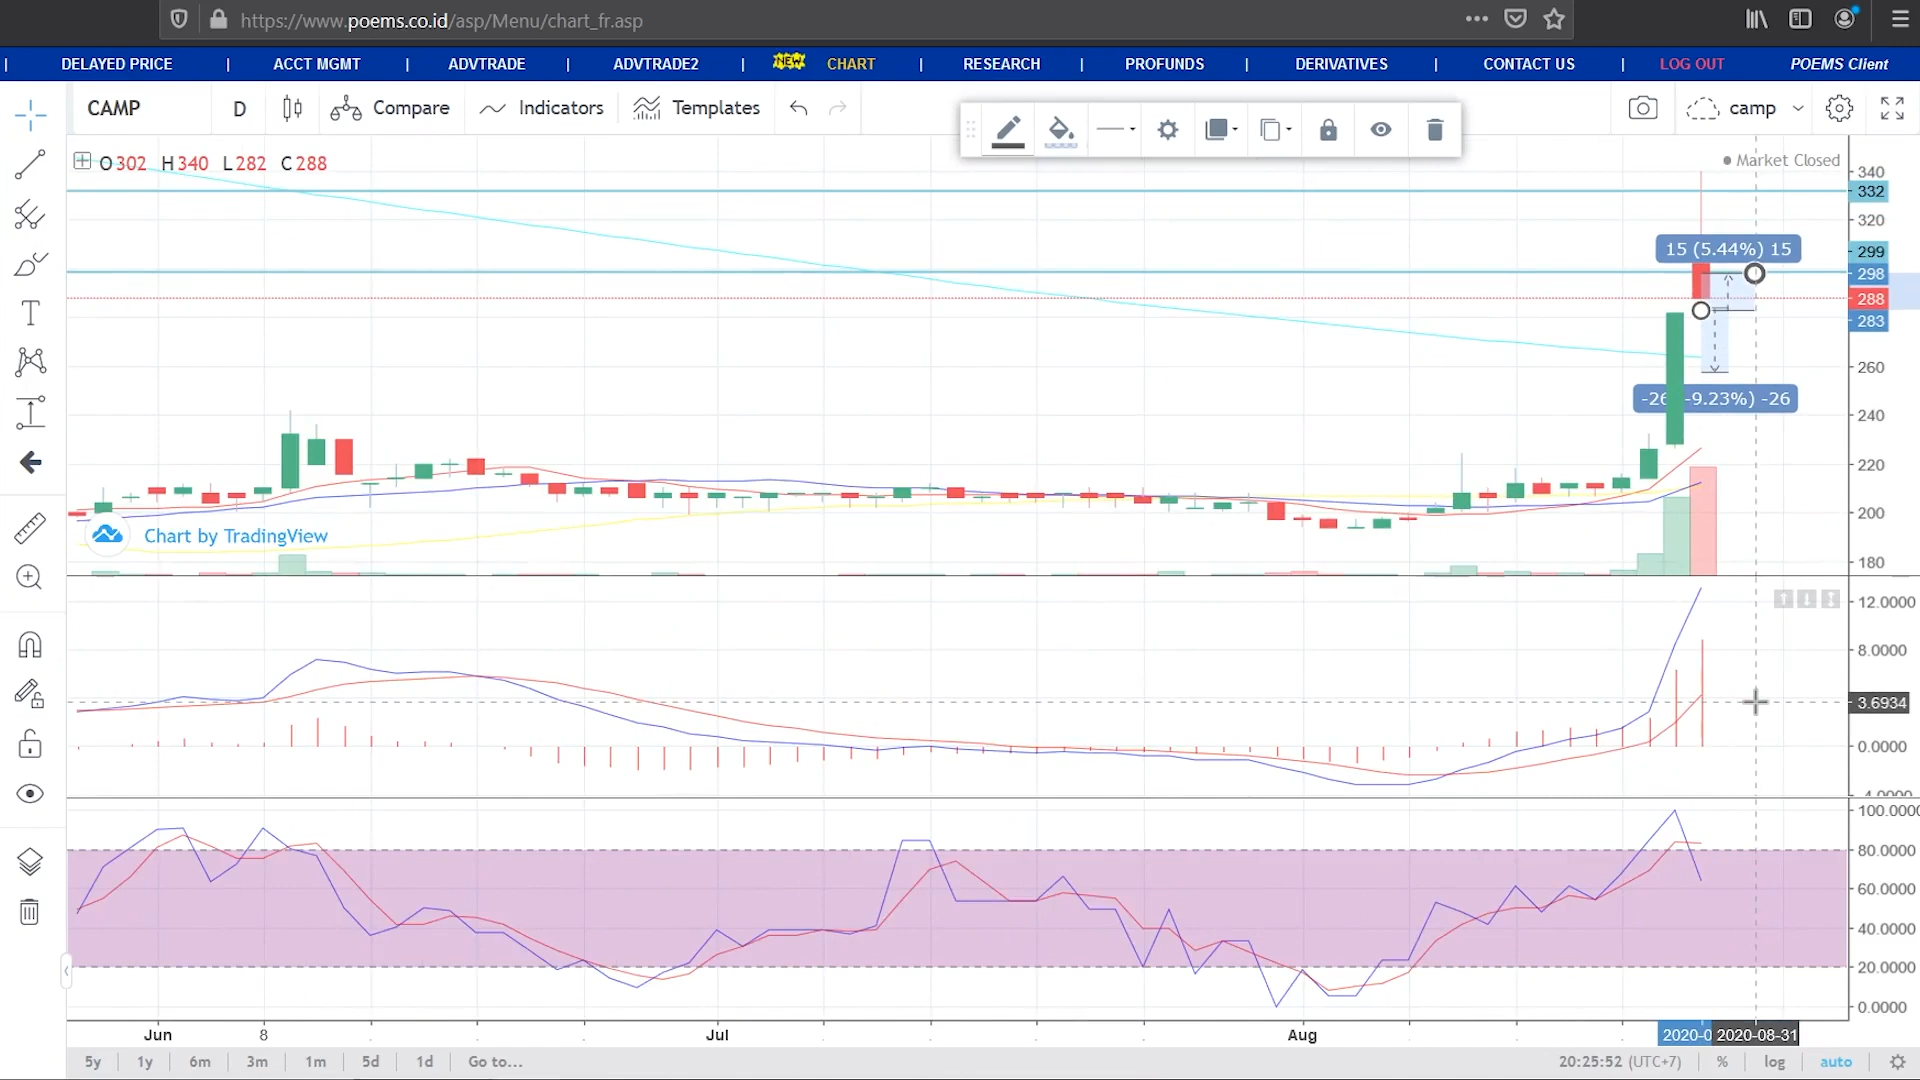 https://www.poems.co.id/asp/Menu/chart_fr.asp
| DELAYED PRICE | ACCT MGMT | ADVTRADE | ADVTRADE2 | NEW CHART | RESEARCH | PROFUNDS | DERIVATIVES | CONTACT US | LOG OUT POEMS Client
CAMP D Compare Indicators Templates camp
O302 H340 L282 C288
Market Closed
340
332
320
15 (5.44%) 15
299
298
288
283
260
-9.23%) -26
240
220
200
Chart by TradingView
180
12.0000
8.0000
3.6934
0.0000
100.0000
80.0000
60.0000
40.0000
20.0000
0.0000
Jun 8 Jul Aug 2020-08-31
5y 1y 6m 3m 1m 5d 1d Go to... 20:25:52 (UTC+7) % log auto